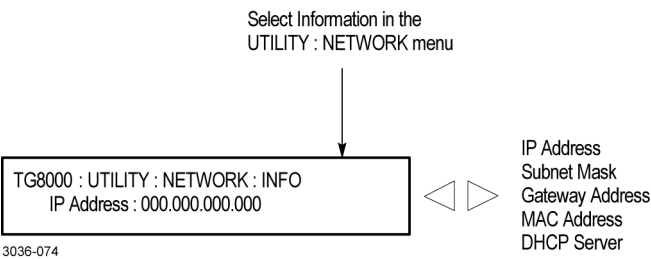 Select Information in the
UTILITY : NETWORK menu
TG8000 : UTILITY : NETWORK : INFO
IP Address : 000.000.000.000
IP Address
Subnet Mask
Gateway Address
MAC Address
DHCP Server
3036-074